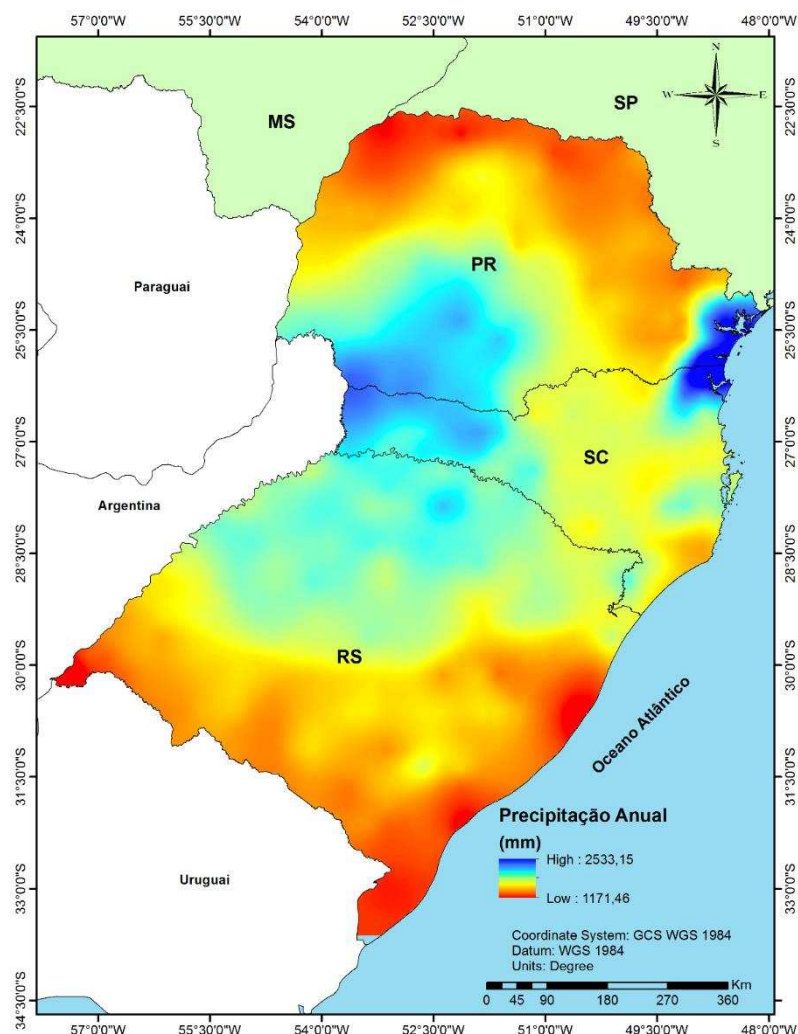 57°0'0"W 55°30'0"W 54°0'0"W 52°30'0"W 51°0'0"W 49°30'0"W 48°0'0"W
N
W E
S
SP
MS
PR
Paraguai
SC
Argentina
RS
Oceano Atlântico
Uruguai
Precipitação Anual
(mm)
High : 2533,15
Low : 1171,46
Coordinate System: GCS WGS 1984
Datum: WGS 1984
Units: Degree
Km
0 45 90 180 270 360
22°30'0"S
24°0'0"S
25°30'0"S
27°0'0"S
28°30'0"S
30°0'0"S
31°30'0"S
33°0'0"S
34°30'0"S
22°30'0"S
24°0'0"S
25°30'0"S
27°0'0"S
28°30'0"S
30°0'0"S
31°30'0"S
33°0'0"S
34°30'0"S
57°0'0"W 55°30'0"W 54°0'0"W 52°30'0"W 51°0'0"W 49°30'0"W 48°0'0"W